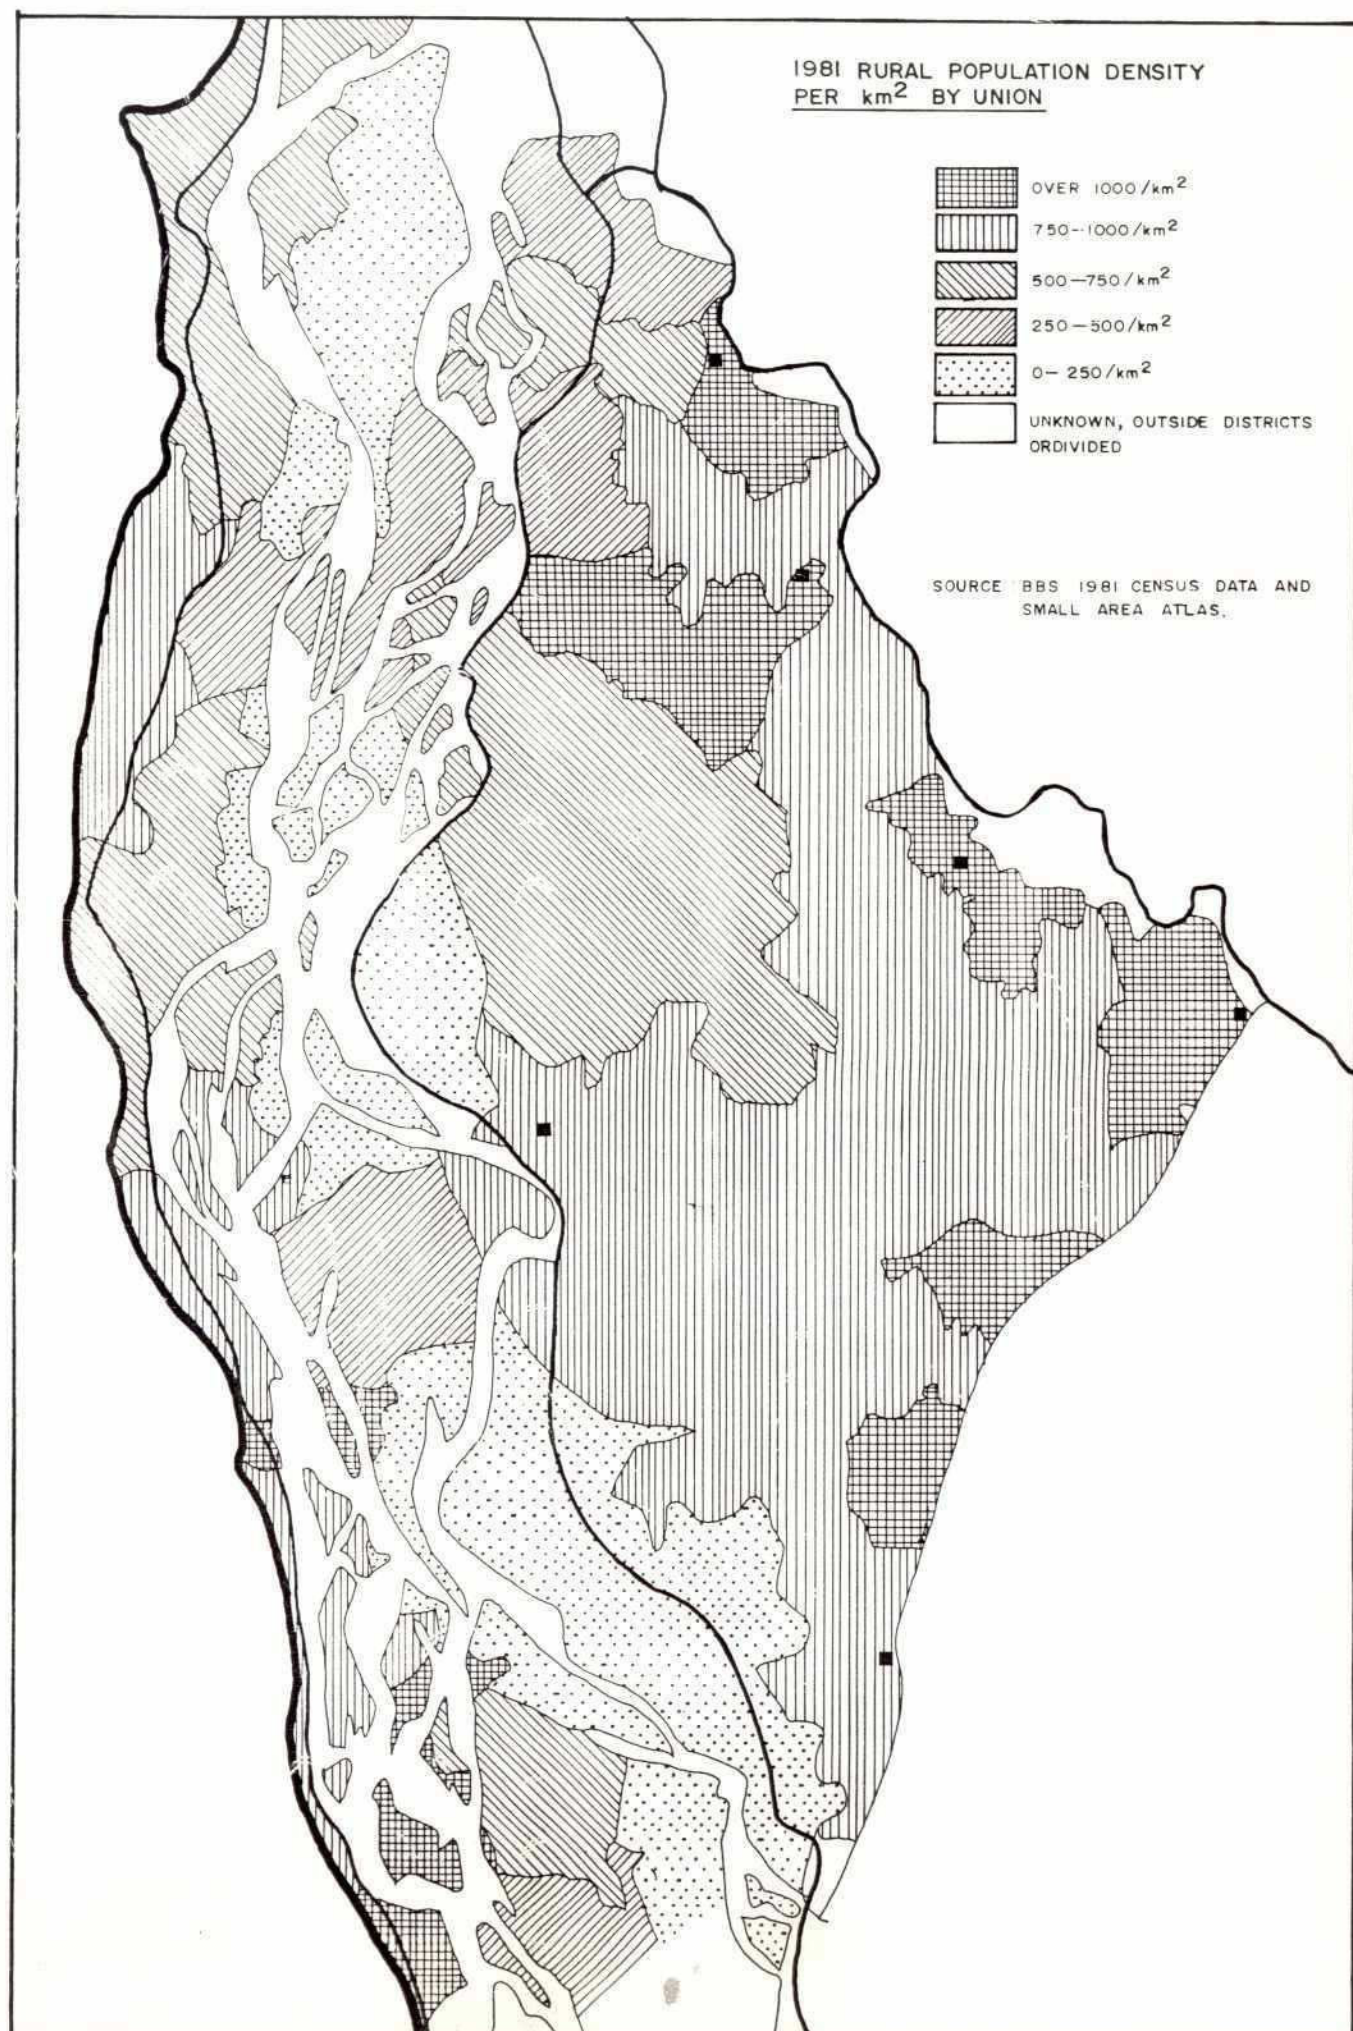 1981 RURAL POPULATION DENSITY
PER km² BY UNION
OVER 1000/km²
750-1000/km²
500-750/km²
250-500/km²
0-250/km²
UNKNOWN, OUTSIDE DISTRICTS
ORDIVIDED
SOURCE BBS 1981 CENSUS DATA AND
SMALL AREA ATLAS.